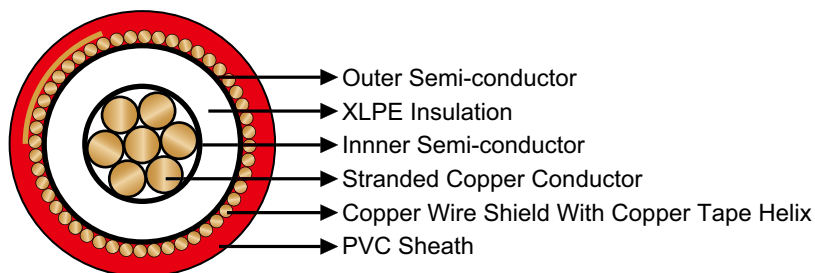 Outer Semi-conductor
XLPE Insulation
Innner Semi-conductor
Stranded Copper Conductor
Copper Wire Shield With Copper Tape Helix
PVC Sheath